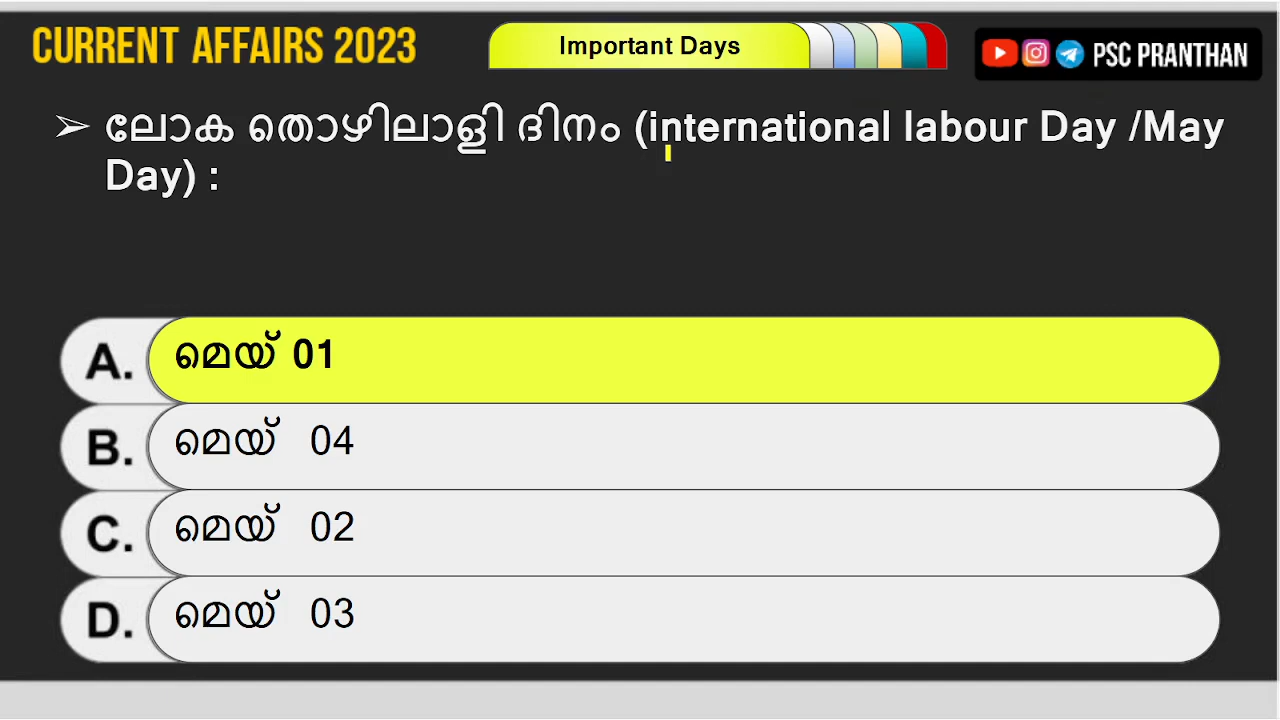 CURRENT AFFAIRS 2023
Important Days
PSC PRANTHAN
➢ ലോക തൊഴിലാളി ദിനം (international labour Day /May
Day) :
A. മെയ് 01
B. മെയ് 04
C. മെയ് 02
D. മെയ് 03